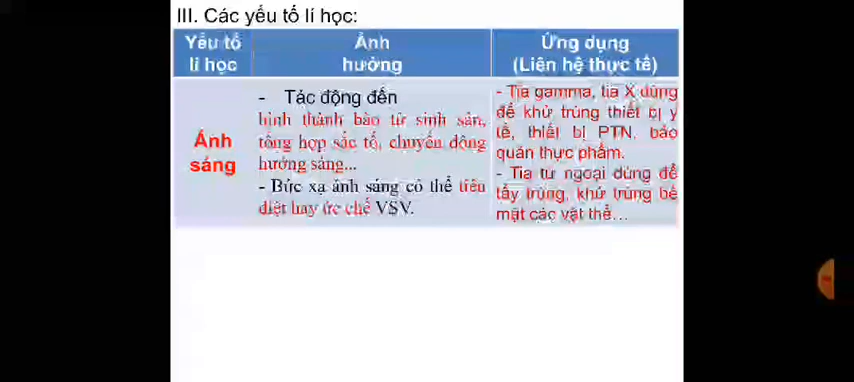 III. Các yếu tố lí học:
Yếu tố
lí học
Ảnh
hưởng
Ứng dụng
(Liên hệ thực tế)
Ánh
sáng
- Tác động đến
hình thành bào tử sinh sản,
tổng hợp sắc tố, chuyển động
hướng sáng...
- Bức xạ ánh sáng có thể tiêu
diệt hay ức chế VSV.
- Tia gamma, tia X dùng
để khử trùng thiết bị y
tế, thiết bị PTN, bảo
quản thực phẩm.
- Tia tử ngoại dùng để
tẩy trùng, khử trùng bề
mặt các vật thể...